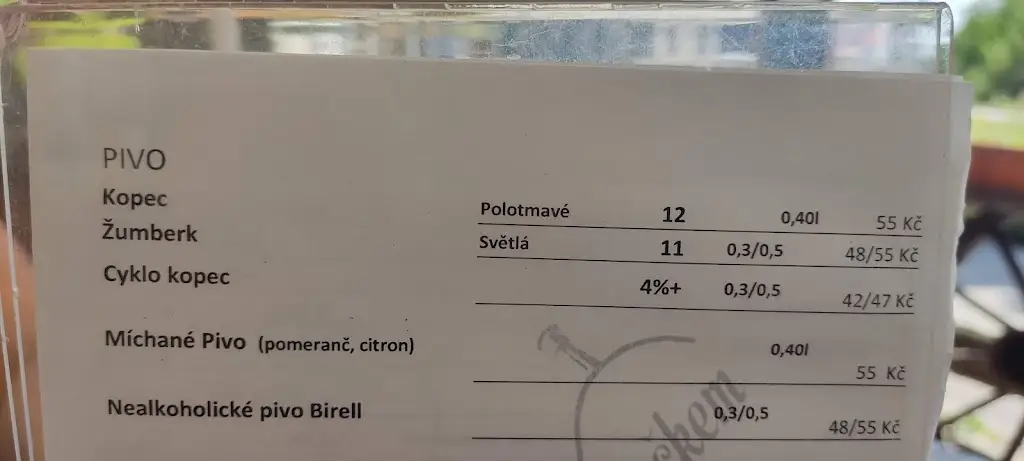 PIVO
Kopec Polotmavé 12 0,40l 55 Kč
Žumberk Světlá 11 0,3/0,5 48/55 Kč
Cyklo kopec 4%+ 0,3/0,5 42/47 Kč
Míchané Pivo (pomeranč, citron) 0,40l 55 Kč
Nealkoholické pivo Birell 0,3/0,5 48/55 Kč